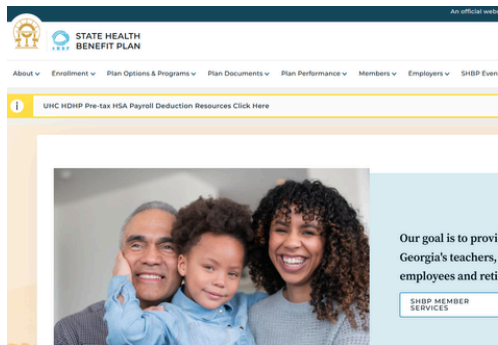 An official webs
STATE HEALTH
BENEFIT PLAN
SHBP
About Enrollment Plan Options & Programs Plan Documents Plan Performance Members Employers SHBP Even
i UHC HDHP Pre-tax HSA Payroll Deduction Resources Click Here
Our goal is to provi
Georgia's teachers,
employees and reti
SHBP MEMBER
SERVICES